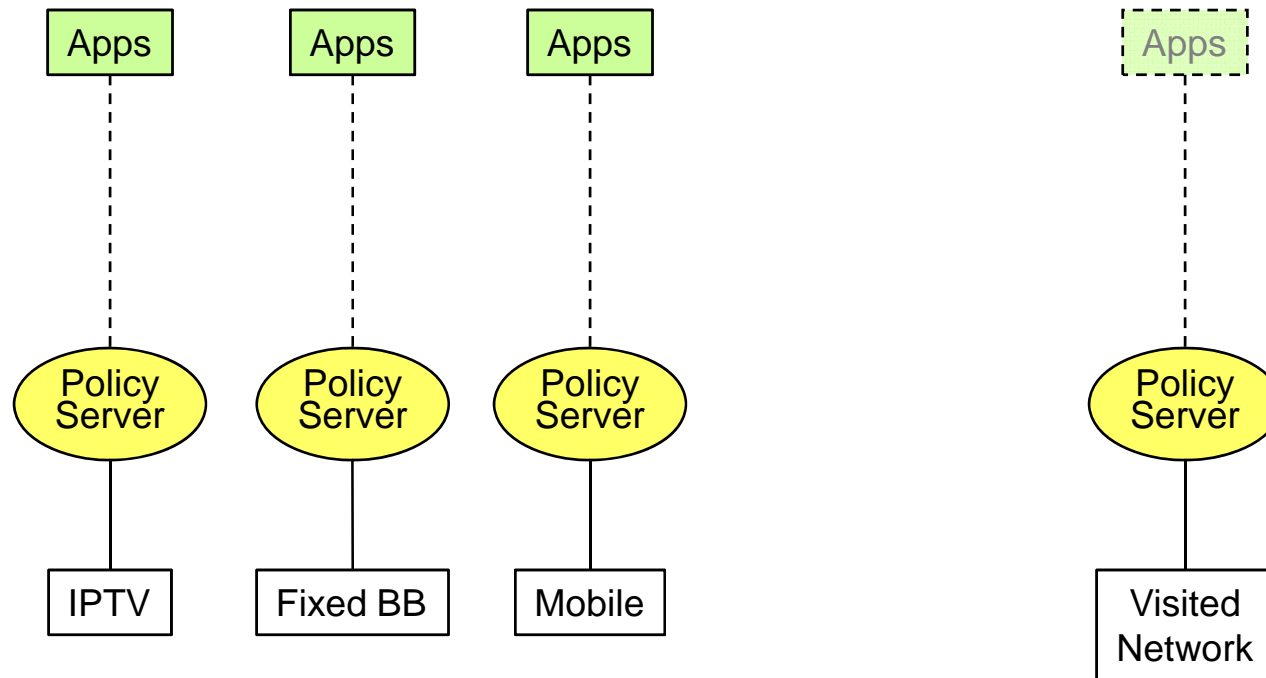 Apps
Apps
Apps
Apps
Policy
Server
Policy
Server
Policy
Server
Policy
Server
IPTV
Fixed BB
Mobile
Visited
Network